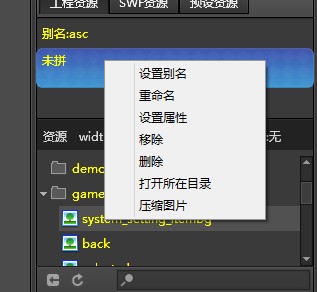 工程资源 SWF资源 预设资源
别名:asc
未拼
设置别名
重命名
设置属性
移除
删除
打开所在目录
压缩图片
资源 widt :无
demo
game
system_setting_itembg
back